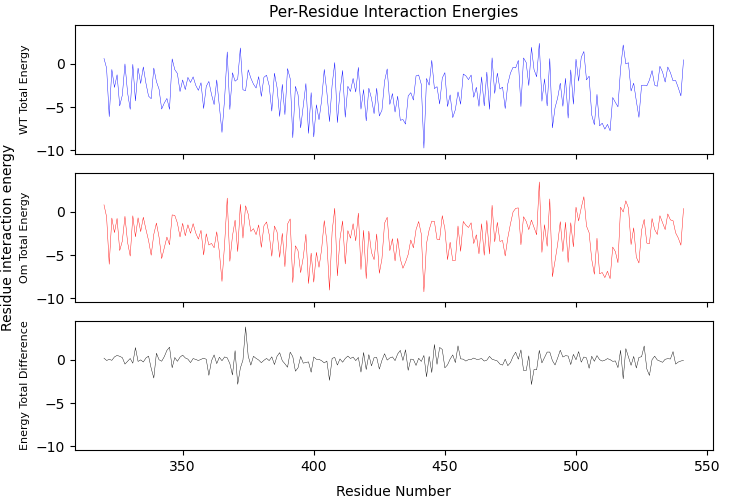 Per-Residue Interaction Energies
Residue interaction energy
WT Total Energy
0
−5
−10
Om Total Energy
0
−5
−10
Energy Total Difference
0
−5
−10
350 400 450 500 550
Residue Number